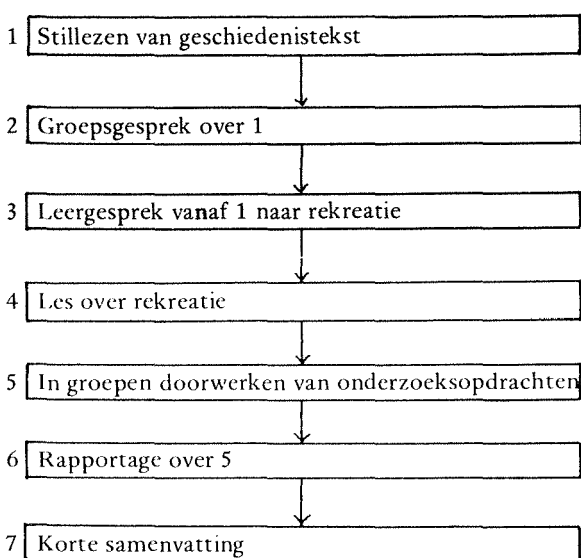 1 Stillezen van geschiedenistekst
2 Groepsgesprek over 1
3 Leergesprek vanaf 1 naar rekreatie
4 Les over rekreatie
5 In groepen doorwerken van onderzoeksopdrachten
6 Rapportage over 5
7 Korte samenvatting